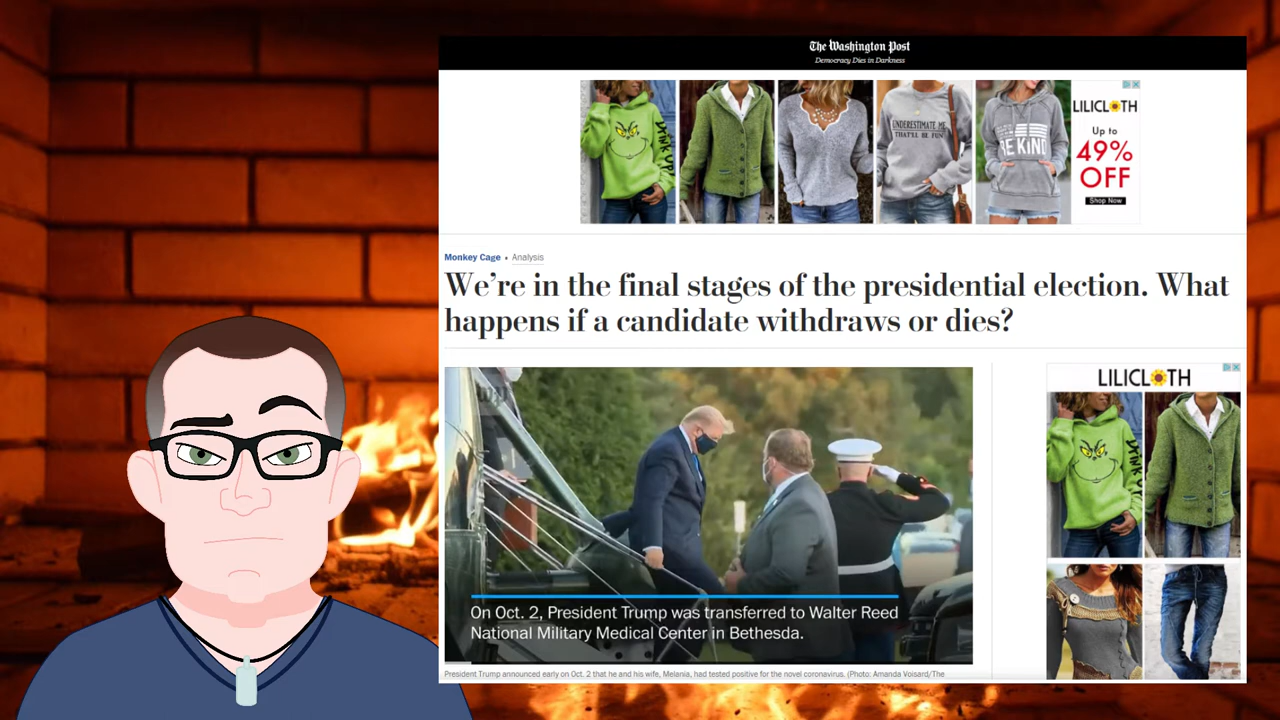 The Washington Post
Democracy Dies in Darkness
UNDERESTIMATE ME
THAT'LL BE FUN
BE KIND
LILICLOTH
Up to
49%
OFF
Shop Now
Monkey Cage • Analysis
We're in the final stages of the presidential election. What
happens if a candidate withdraws or dies?
LILICLOTH
On Oct. 2, President Trump was transferred to Walter Reed
National Military Medical Center in Bethesda.
President Trump announced early on Oct. 2 that he and his wife, Melania, had tested positive for the novel coronavirus. (Photo: Amanda Voisard/The